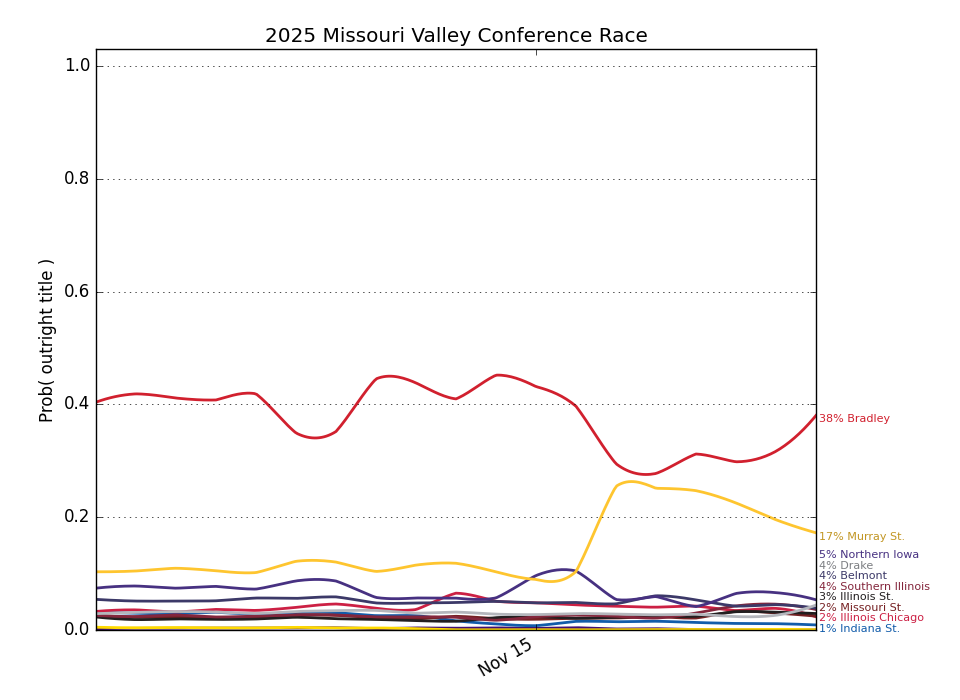 2025 Missouri Valley Conference Race
Prob( outright title )
1.0
0.8
0.6
0.4
0.2
0.0
Nov 15
38% Bradley
17% Murray St.
5% Northern Iowa
4% Drake
4% Belmont
4% Southern Illinois
3% Illinois St.
2% Missouri St.
2% Illinois Chicago
1% Indiana St.